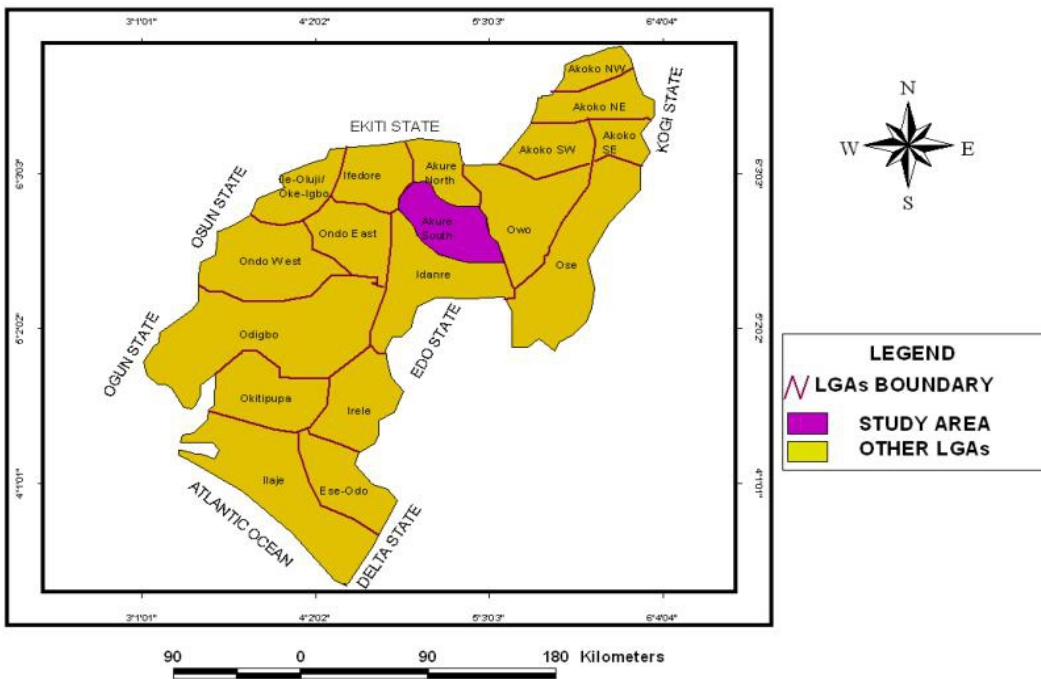 3°1'01" 4°2'02" 5°3'03" 6°4'04"
Akoko NW
Akoko NE
KOGI STATE
EKITI STATE
Akoko SW
Akoko
SE
6°3'03"
6°3'03"
Akure
North
Ifedore
Ile-Oluji/
Oke-Igbo
OSUN STATE
Akure
South
Owo
Ondo East
Ondo West
Idanre
Ose
5°2'02"
5°2'02"
Odigbo
EDO STATE
OGUN STATE
Okitipupa
Irele
Ilaje
Ese-Odo
4°1'01"
4°1'01"
ATLANTIC OCEAN
DELTA STATE
3°1'01" 4°2'02" 5°3'03" 6°4'04"
90 0 90 180 Kilometers
N
W E
S
LEGEND
LGAs BOUNDARY
STUDY AREA
OTHER LGAs